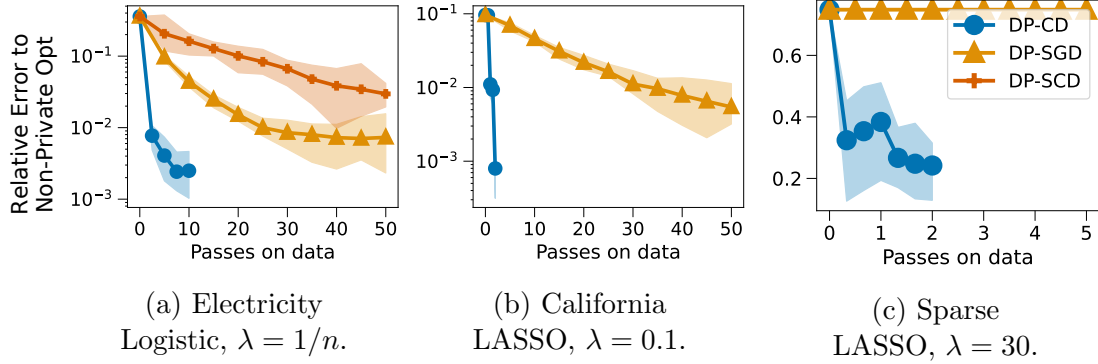 Relative Error to
Non-Private Opt
10⁻¹
10⁻²
10⁻³
0 10 20 30 40 50
Passes on data
(a) Electricity
Logistic, λ = 1/n.
10⁻¹
10⁻²
10⁻³
0 10 20 30 40 50
Passes on data
(b) California
LASSO, λ = 0.1.
0.6
0.4
0.2
DP-CD
DP-SGD
DP-SCD
0 1 2 3 4 5
Passes on data
(c) Sparse
LASSO, λ = 30.